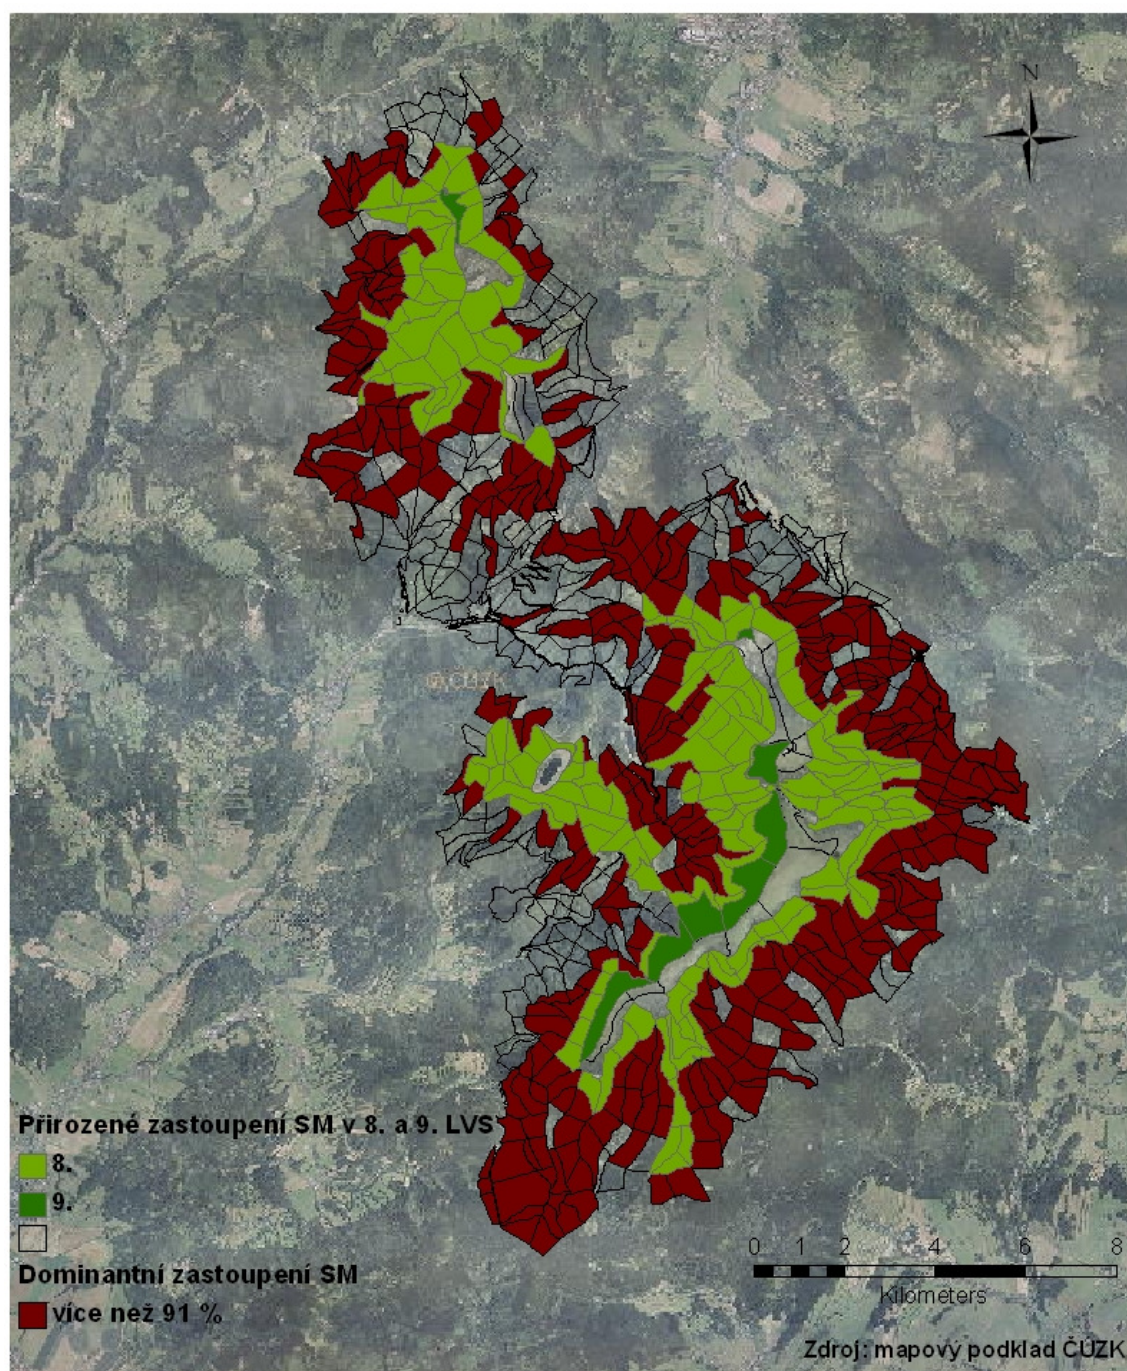 N
©ČÚZK
Přirozené zastoupení SM v 8. a 9. LVS
8.
9.
Dominantní zastoupení SM
více než 91 %
0 1 2 4 6 8
Kilometers
Zdroj: mapový podklad ČÚZK